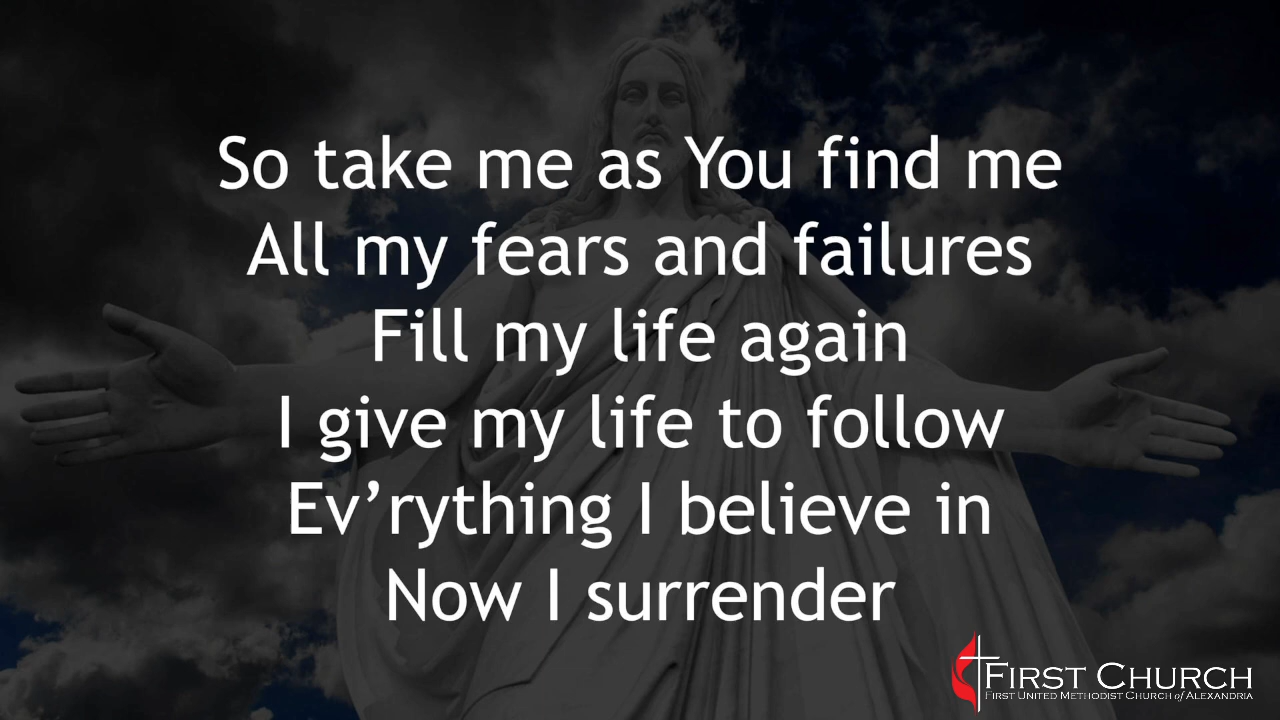 So take me as You find me
All my fears and failures
Fill my life again
I give my life to follow
Ev’rything I believe in
Now I surrender
FIRST CHURCH
FIRST UNITED METHODIST CHURCH of ALEXANDRIA